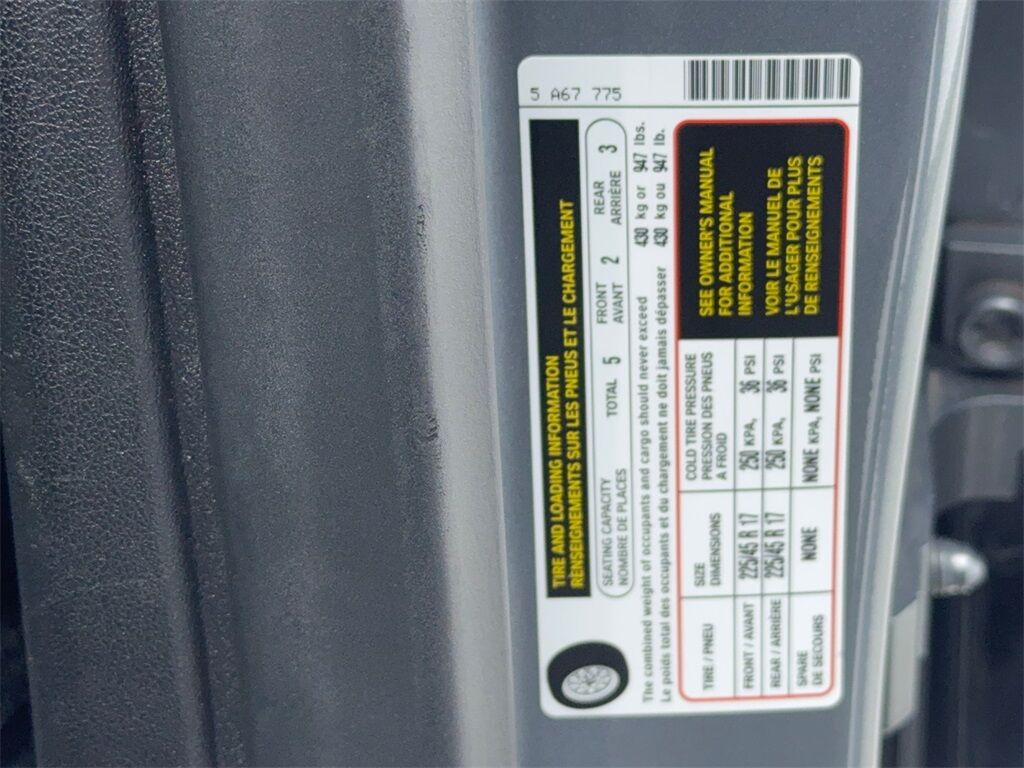 5 A67 775
TIRE AND LOADING INFORMATION
RENSEIGNEMENTS SUR LES PNEUS ET LE CHARGEMENT
SEATING CAPACITY
NOMBRE DE PLACES
TOTAL 5
FRONT
AVANT
2
REAR
ARRIÈRE
3
The combined weight of occupants and cargo should never exceed 430 kg or 947 lbs.
Le poids total des occupants et du chargement ne doit jamais dépasser 430 kg ou 947 lb.
TIRE / PNEU
SIZE
DIMENSIONS
COLD TIRE PRESSURE
PRESSION DES PNEUS
A FROID
FRONT / AVANT 225/45 R 17 250 KPA, 36 PSI
REAR / ARRIÈRE 225/45 R 17 250 KPA, 36 PSI
SPARE
DE SECOURS
NONE NONE KPA, NONE PSI
SEE OWNER'S MANUAL
FOR ADDITIONAL
INFORMATION
VOIR LE MANUEL DE
L'USAGER POUR PLUS
DE RENSEIGNEMENTS